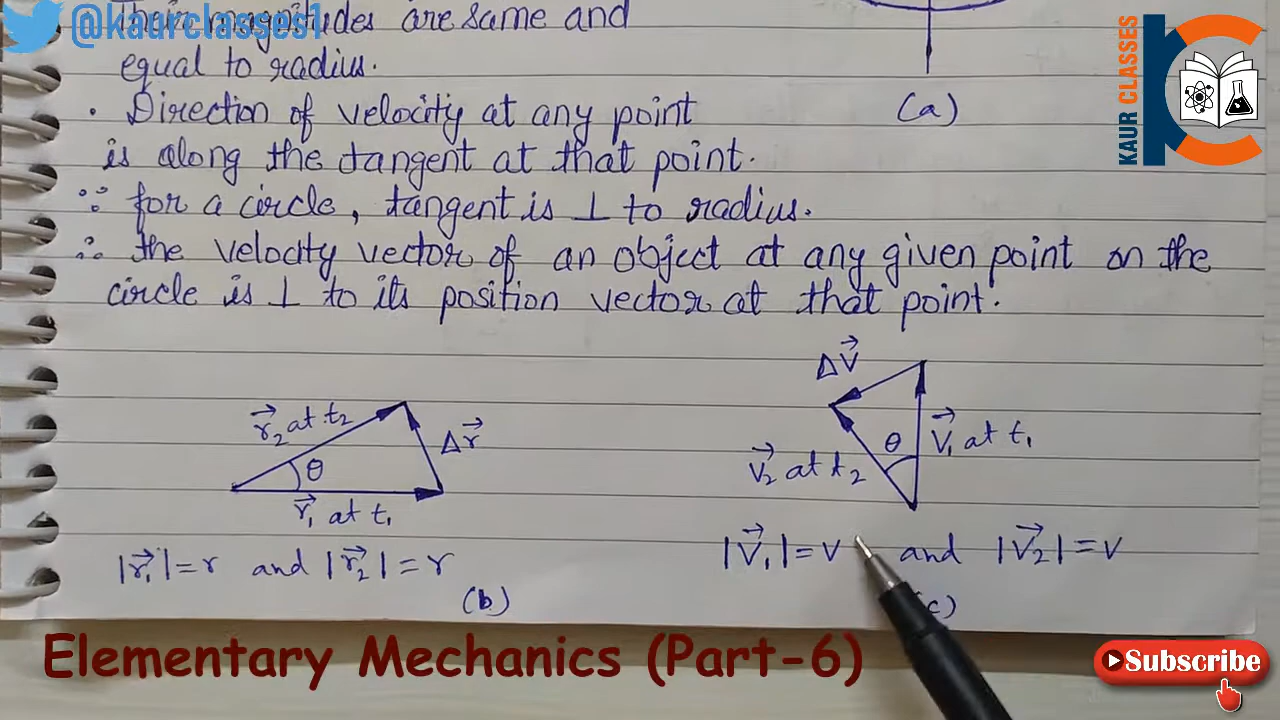 @kaurclasses1
Their magnitudes are same and
equal to radius.
(a)
KAUR CLASSES
. Direction of velocity at any point
is along the tangent at that point.
∵ for a circle, tangent is ⊥ to radius.
∴ the velocity vector of an object at any given point on the
circle is ⊥ to its position vector at that point.
r⃗₂ at t₂
θ
Δr⃗
r⃗₁ at t₁
|r⃗₁| = r and |r⃗₂| = r
(b)
Δv⃗
θ
v⃗₁ at t₁
v⃗₂ at t₂
|v⃗₁| = v and |v⃗₂| = v
c)
Elementary Mechanics (Part-6)
Subscribe